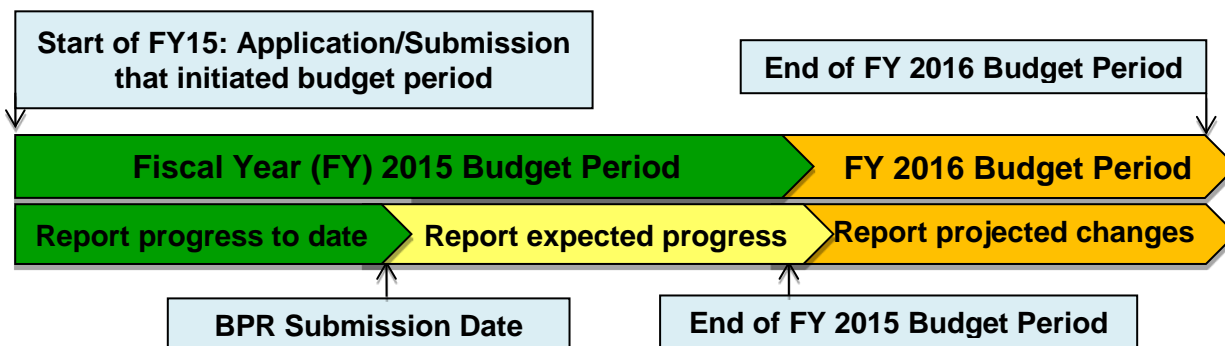 Start of FY15: Application/Submission
that initiated budget period
End of FY 2016 Budget Period
Fiscal Year (FY) 2015 Budget Period
FY 2016 Budget Period
Report progress to date
Report expected progress
Report projected changes
BPR Submission Date
End of FY 2015 Budget Period